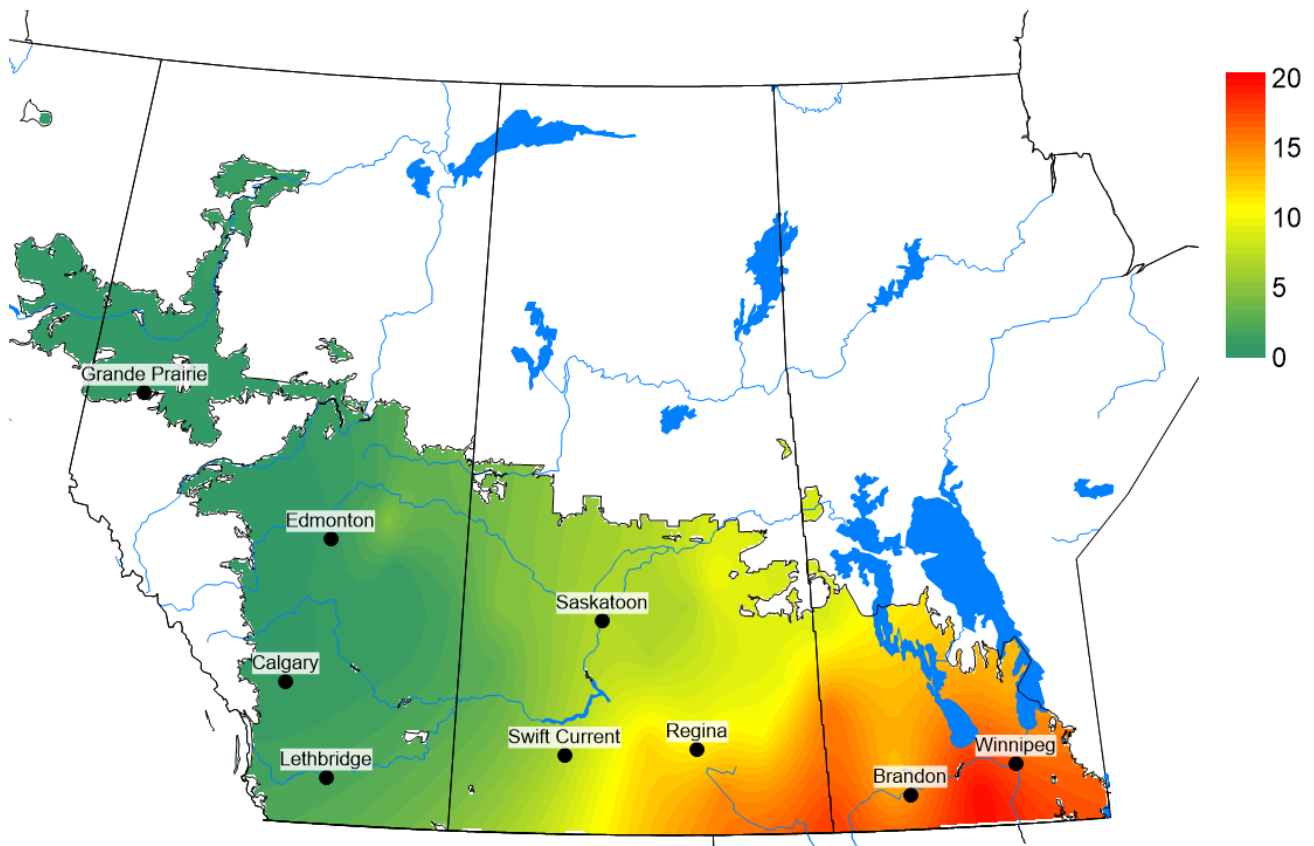 20
15
10
5
0
Grande Prairie
Edmonton
Saskatoon
Calgary
Swift Current
Regina
Lethbridge
Winnipeg
Brandon